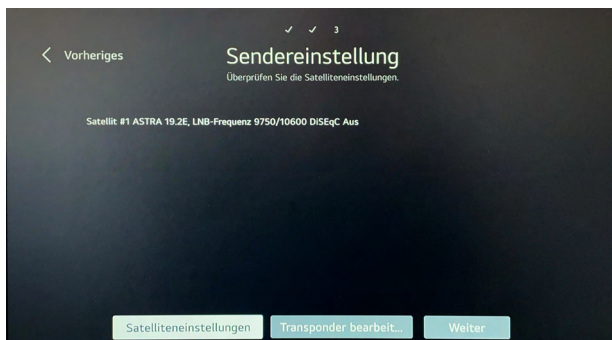 3
Vorheriges
Sendereinstellung
Überprüfen Sie die Satelliteneinstellungen.
Satellit #1 ASTRA 19.2E, LNB-Frequenz 9750/10600 DiSEqC Aus
Satelliteneinstellungen
Transponder bearbeit...
Weiter